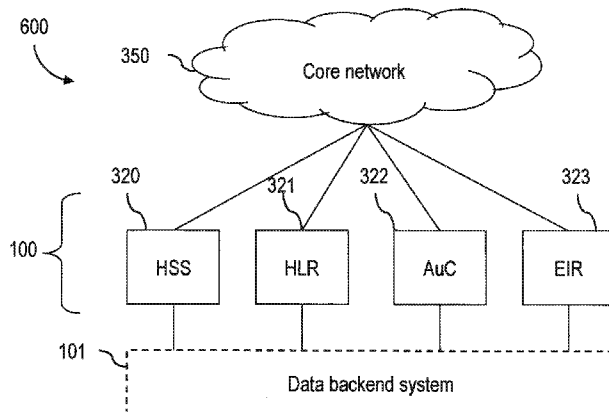 600
350
Core network
320
321
322
323
100
HSS
HLR
AuC
EIR
101
Data backend system